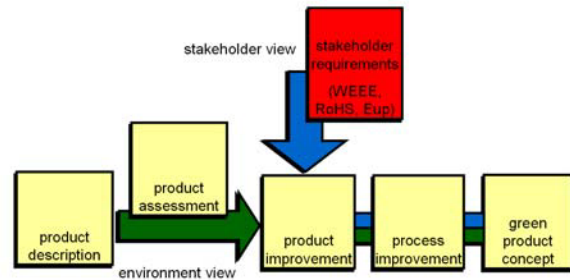 stakeholder view
stakeholder
requirements
(WEEE,
RoHS, Eup)
product
assessment
product
description
environment view
product
improvement
process
improvement
green
product
concept